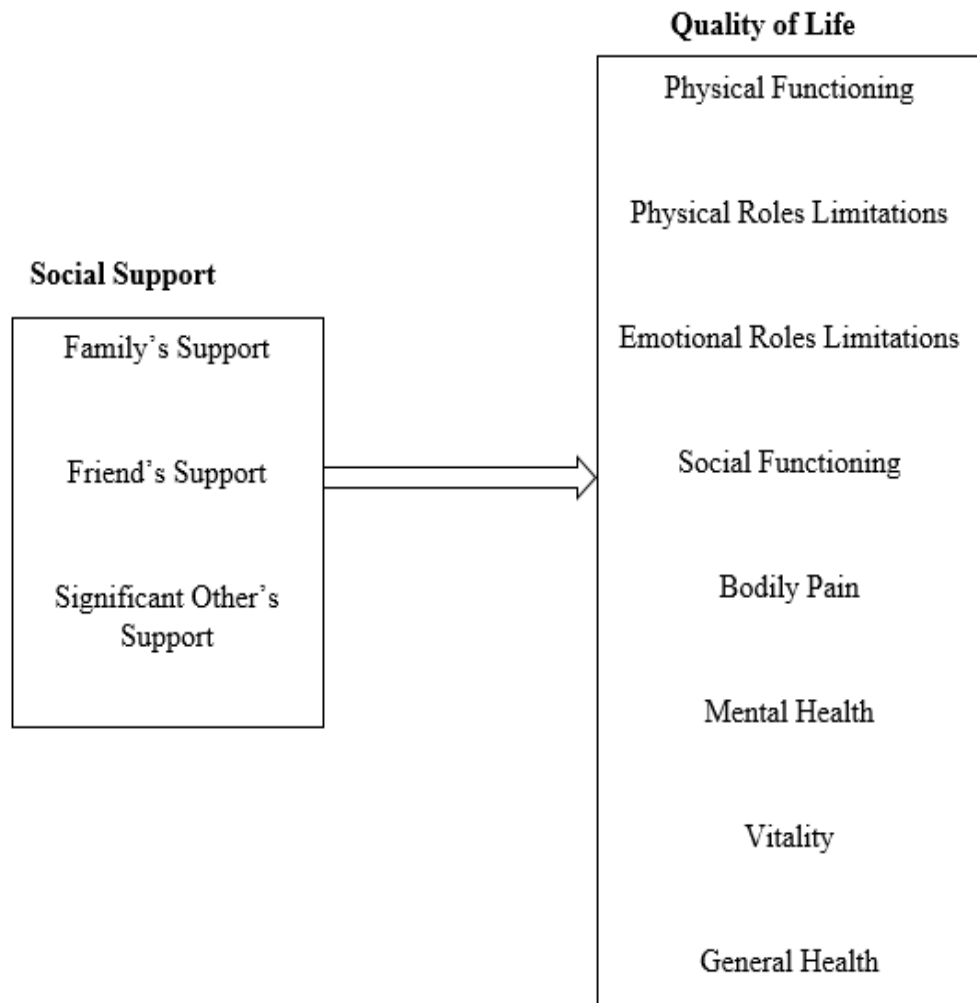 Quality of Life
Physical Functioning
Physical Roles Limitations
Emotional Roles Limitations
Social Functioning
Bodily Pain
Mental Health
Vitality
General Health
Social Support
Family’s Support
Friend’s Support
Significant Other’s
Support